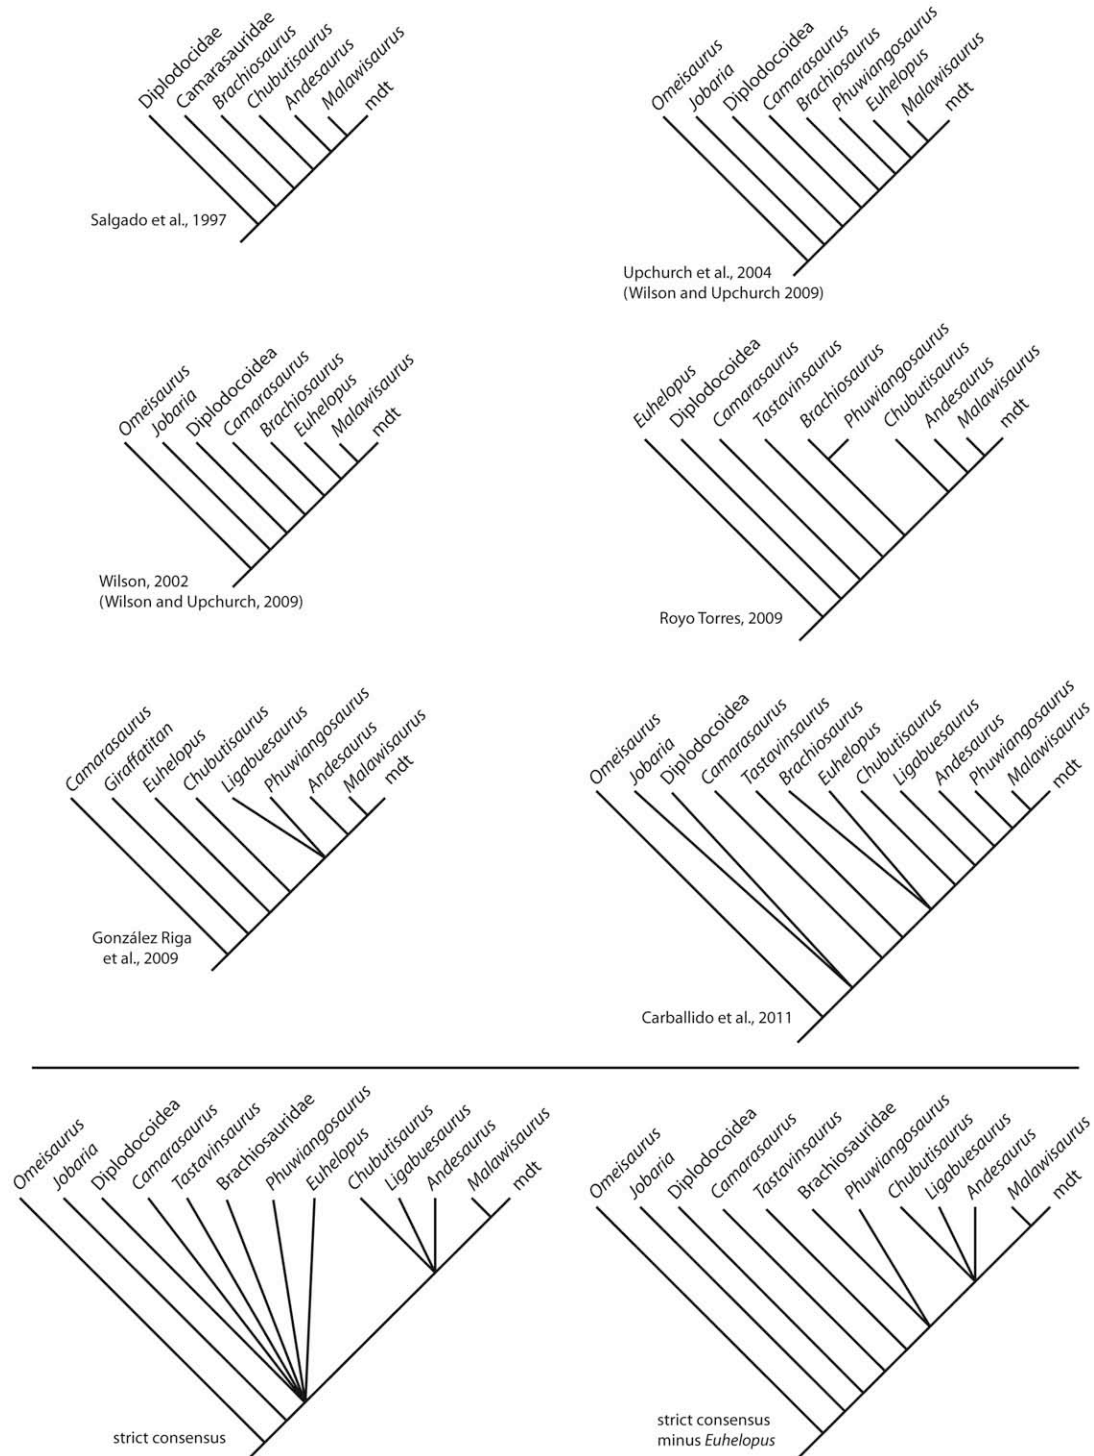 Diplodocidae
Camarasauridae
Brachiosaurus
Chubutisaurus
Andesaurus
Malawisaurus
mdt
Salgado et al., 1997
Omeisaurus
Jobaria
Diplodocoidea
Camarasaurus
Brachiosaurus
Phuwiangosaurus
Euhelopus
Malawisaurus
mdt
Upchurch et al., 2004
(Wilson and Upchurch 2009)
Omeisaurus
Jobaria
Diplodocoidea
Camarasaurus
Brachiosaurus
Euhelopus
Malawisaurus
mdt
Wilson, 2002
(Wilson and Upchurch, 2009)
Euhelopus
Diplodocoidea
Camarasaurus
Tastavinsaurus
Brachiosaurus
Phuwiangosaurus
Chubutisaurus
Andesaurus
Malawisaurus
mdt
Royo Torres, 2009
Camarasaurus
Giraffatitan
Euhelopus
Chubutisaurus
Ligabuesaurus
Phuwiangosaurus
Andesaurus
Malawisaurus
mdt
González Riga
et al., 2009
Omeisaurus
Jobaria
Diplodocoidea
Camarasaurus
Tastavinsaurus
Brachiosaurus
Euhelopus
Chubutisaurus
Ligabuesaurus
Andesaurus
Phuwiangosaurus
Malawisaurus
mdt
Carballido et al., 2011
Omeisaurus
Jobaria
Diplodocoidea
Camarasaurus
Tastavinsaurus
Brachiosauridae
Phuwiangosaurus
Euhelopus
Chubutisaurus
Ligabuesaurus
Andesaurus
Malawisaurus
mdt
strict consensus
Omeisaurus
Jobaria
Diplodocoidea
Camarasaurus
Tastavinsaurus
Brachiosauridae
Phuwiangosaurus
Chubutisaurus
Ligabuesaurus
Andesaurus
Malawisaurus
mdt
strict consensus
minus Euhelopus